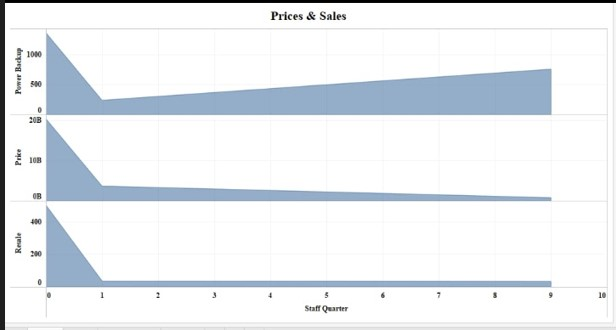 Prices & Sales
Power Backup
1000
500
0
Price
20B
10B
0B
Resale
400
200
0
0 1 2 3 4 5 6 7 8 9 10
Staff Quarter